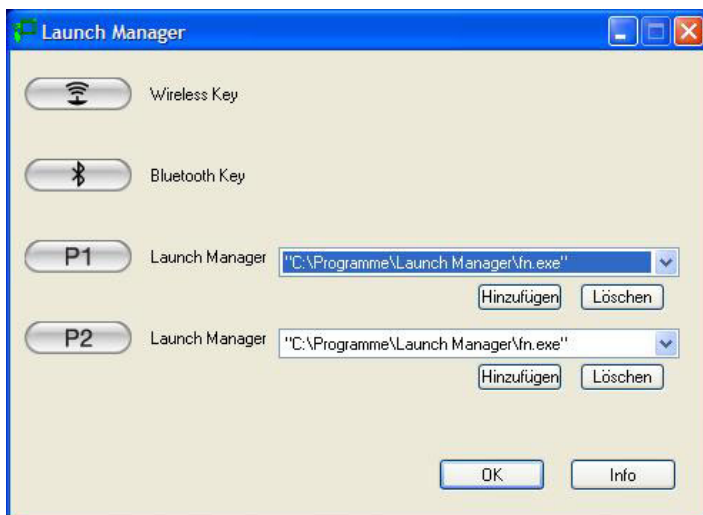 Launch Manager
Wireless Key
Bluetooth Key
P1 Launch Manager "C:\Programme\Launch Manager\fn.exe"
Hinzufügen Löschen
P2 Launch Manager "C:\Programme\Launch Manager\fn.exe"
Hinzufügen Löschen
OK Info